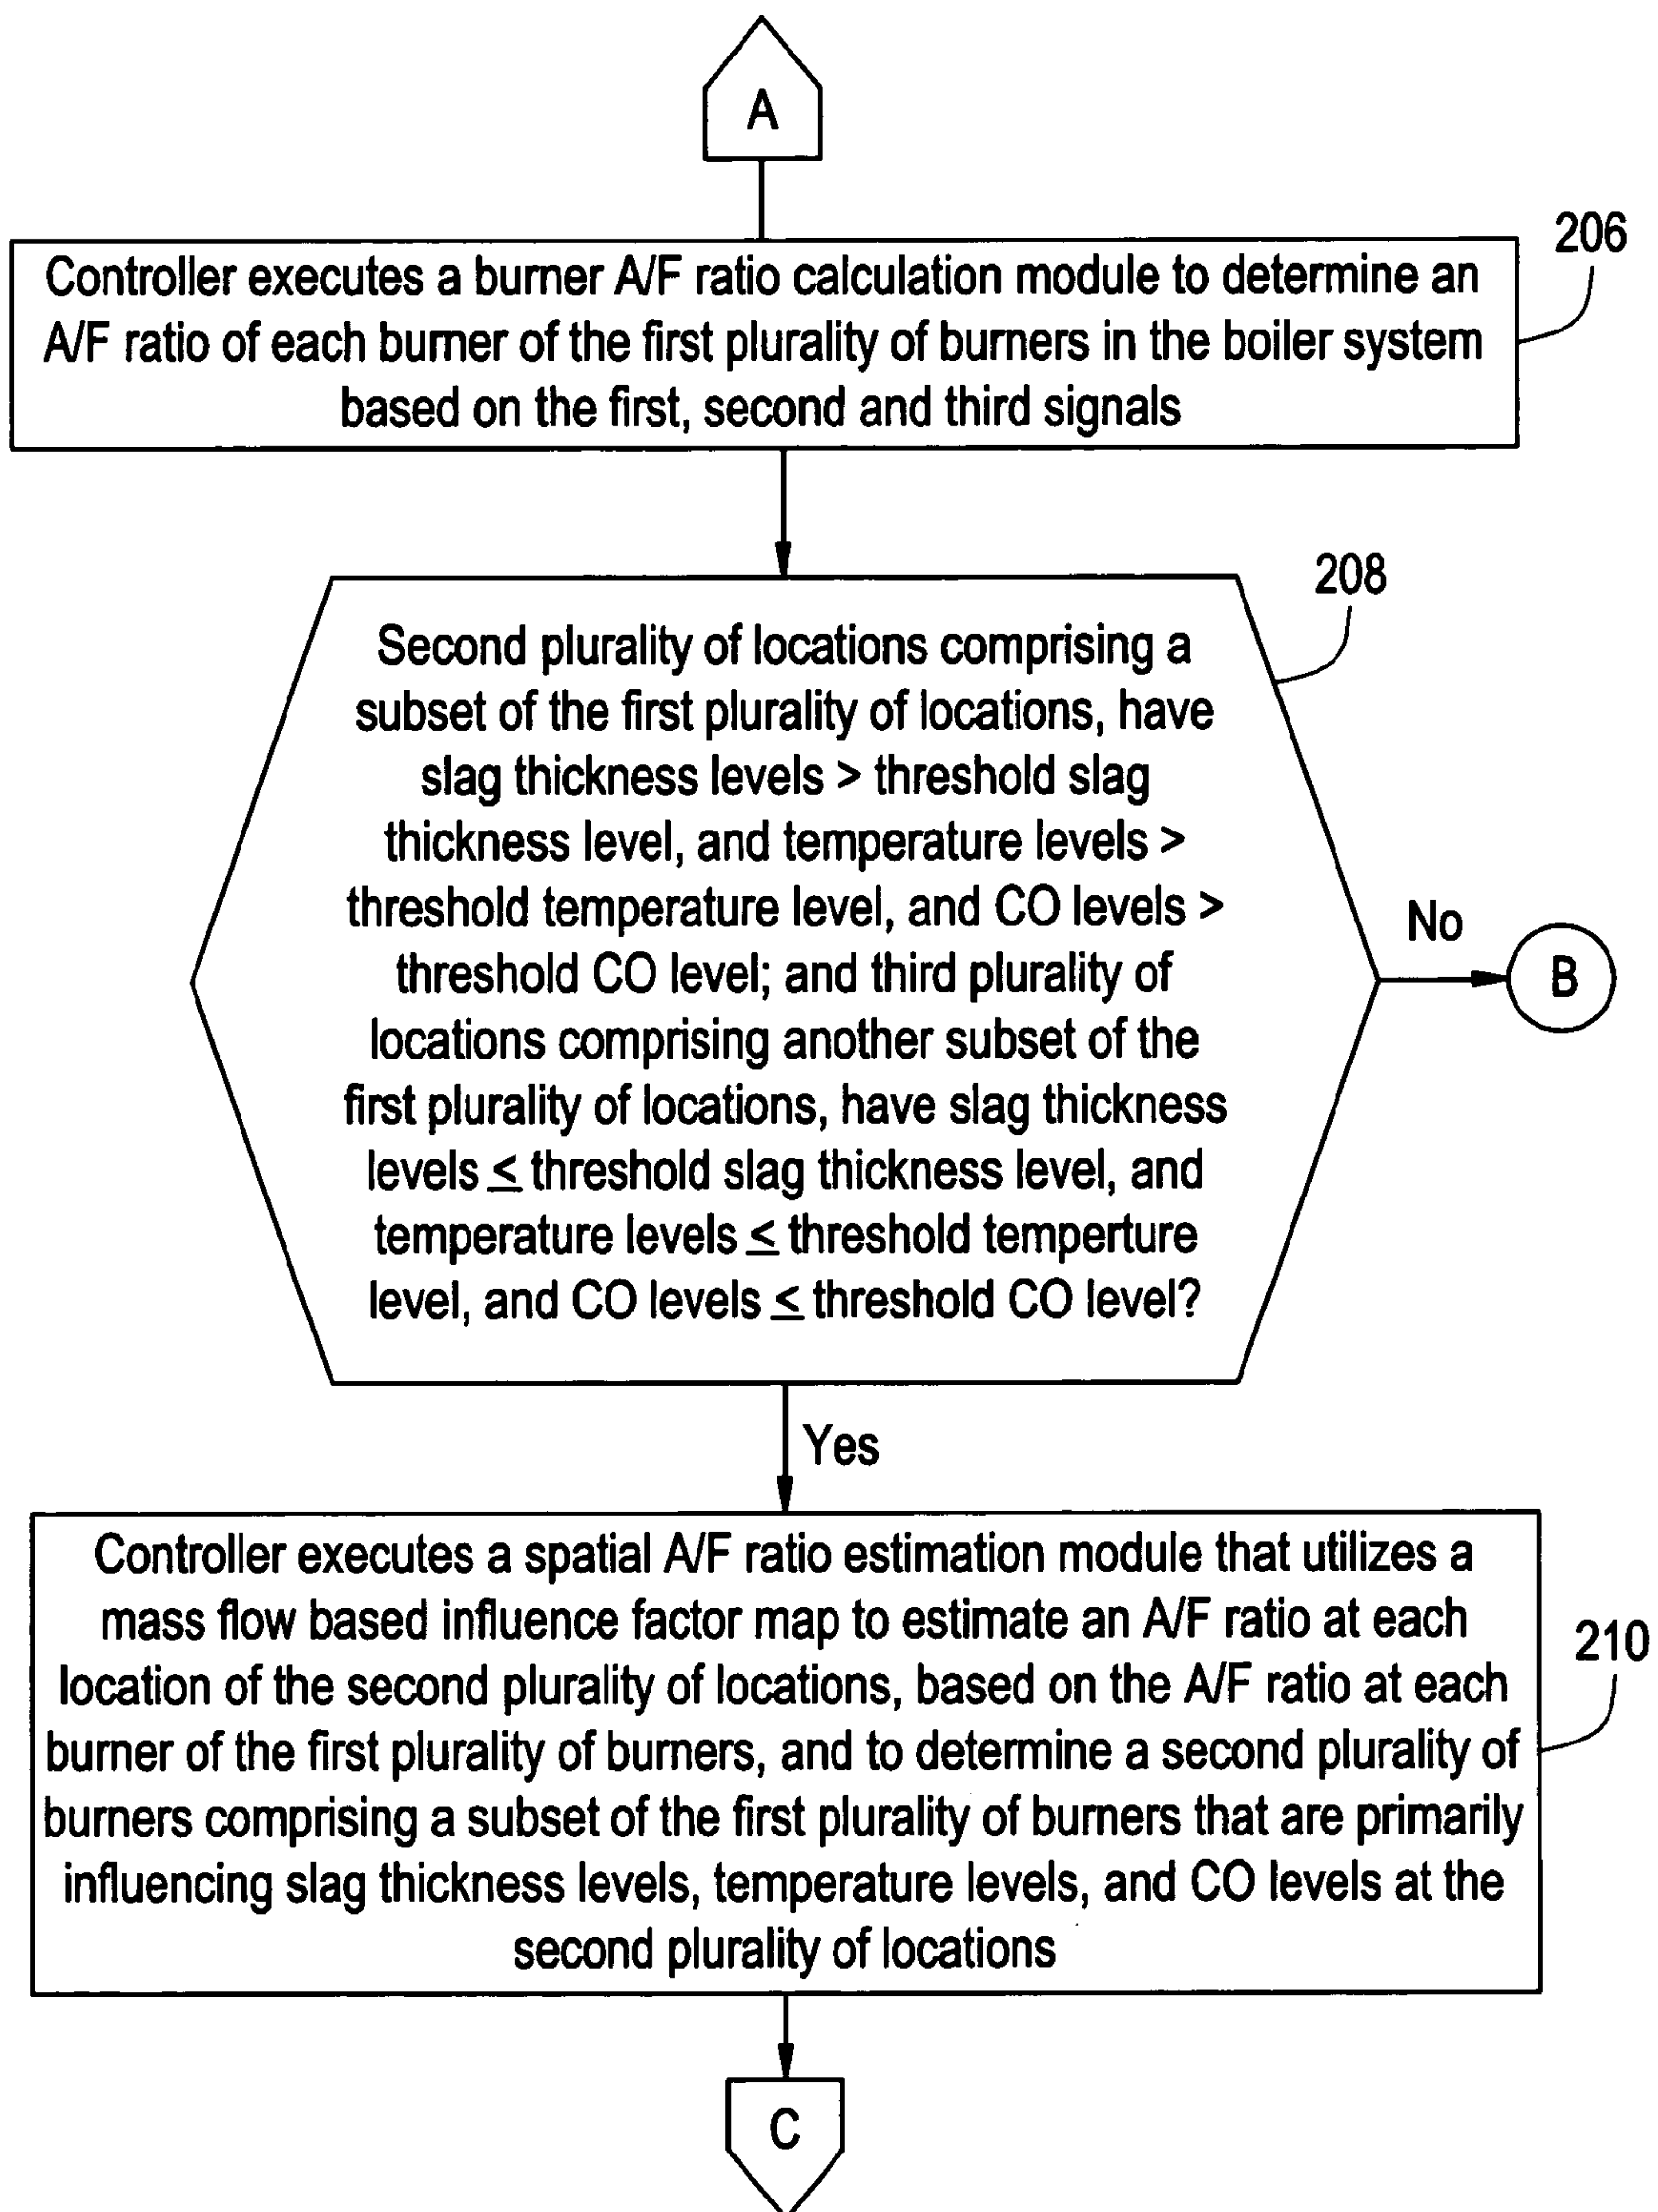 A
206
Controller executes a burner A/F ratio calculation module to determine an
A/F ratio of each burner of the first plurality of burners in the boiler system
based on the first, second and third signals
208
Second plurality of locations comprising a
subset of the first plurality of locations, have
slag thickness levels > threshold slag
thickness level, and temperature levels >
threshold temperature level, and CO levels >
threshold CO level; and third plurality of
locations comprising another subset of the
first plurality of locations, have slag thickness
levels ≤ threshold slag thickness level, and
temperature levels ≤ threshold temperture
level, and CO levels ≤ threshold CO level?
No
B
Yes
Controller executes a spatial A/F ratio estimation module that utilizes a
mass flow based influence factor map to estimate an A/F ratio at each
location of the second plurality of locations, based on the A/F ratio at each
burner of the first plurality of burners, and to determine a second plurality of
burners comprising a subset of the first plurality of burners that are primarily
influencing slag thickness levels, temperature levels, and CO levels at the
second plurality of locations
210
C